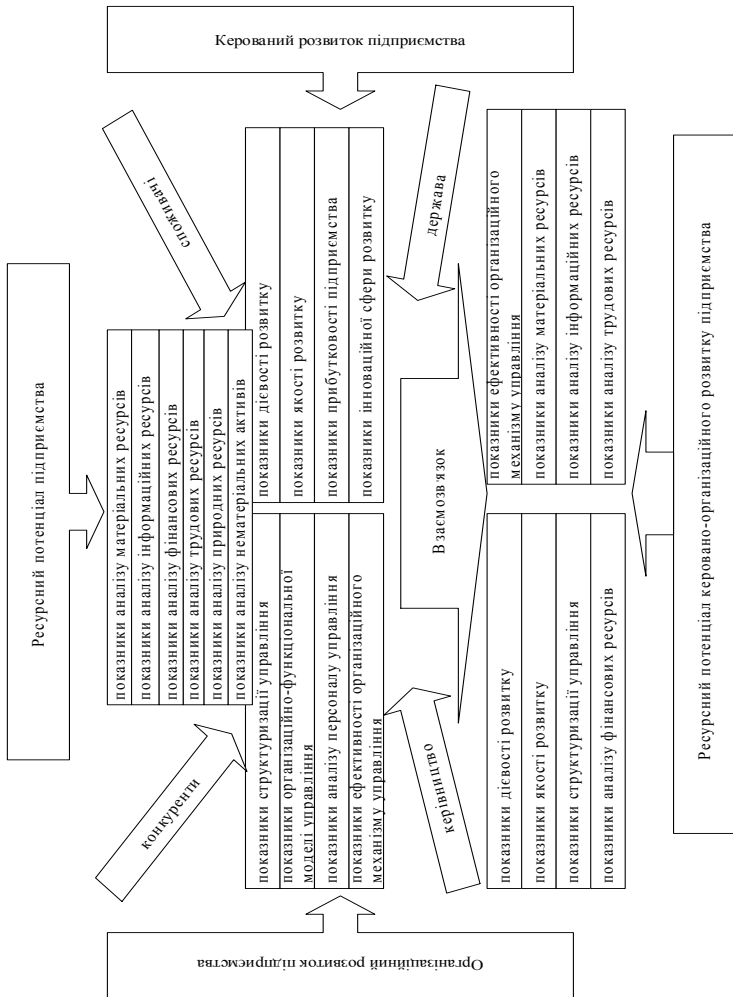 Керований розвиток підприємства
споживачі
держава
Ресурсний потенціал підприємства
показники аналізу матеріальних ресурсів
показники аналізу інформаційних ресурсів
показники аналізу фінансових ресурсів
показники аналізу трудових ресурсів
показники аналізу природних ресурсів
показники аналізу нематеріальних активів
показники дієвості розвитку
показники якості розвитку
показники прибутковості підприємства
показники інноваційної сфери розвитку
показники структуризації управління
показники організаційно-функціональної
моделі управління
показники аналізу персоналу управління
показники ефективності організаційного
механізму управління
Взаємозв'язок
показники ефективності організаційного
механізму управління
показники аналізу матеріальних ресурсів
показники аналізу інформаційних ресурсів
показники аналізу трудових ресурсів
показники дієвості розвитку
показники якості розвитку
показники структуризації управління
показники аналізу фінансових ресурсів
Ресурсний потенціал керовано-організаційного розвитку підприємства
конкуренти
керівництво
Організаційний розвиток підприємства